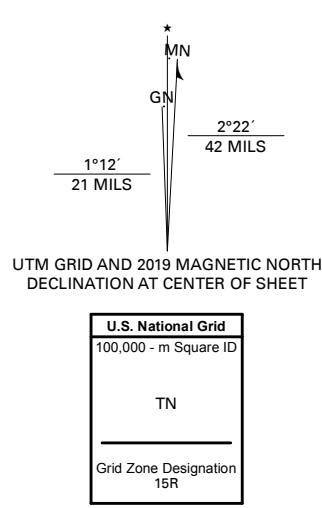 ★
MN
GN
2°22´
42 MILS
1°12´
21 MILS
UTM GRID AND 2019 MAGNETIC NORTH
DECLINATION AT CENTER OF SHEET
U.S. National Grid
100,000 - m Square ID
TN
Grid Zone Designation
15R